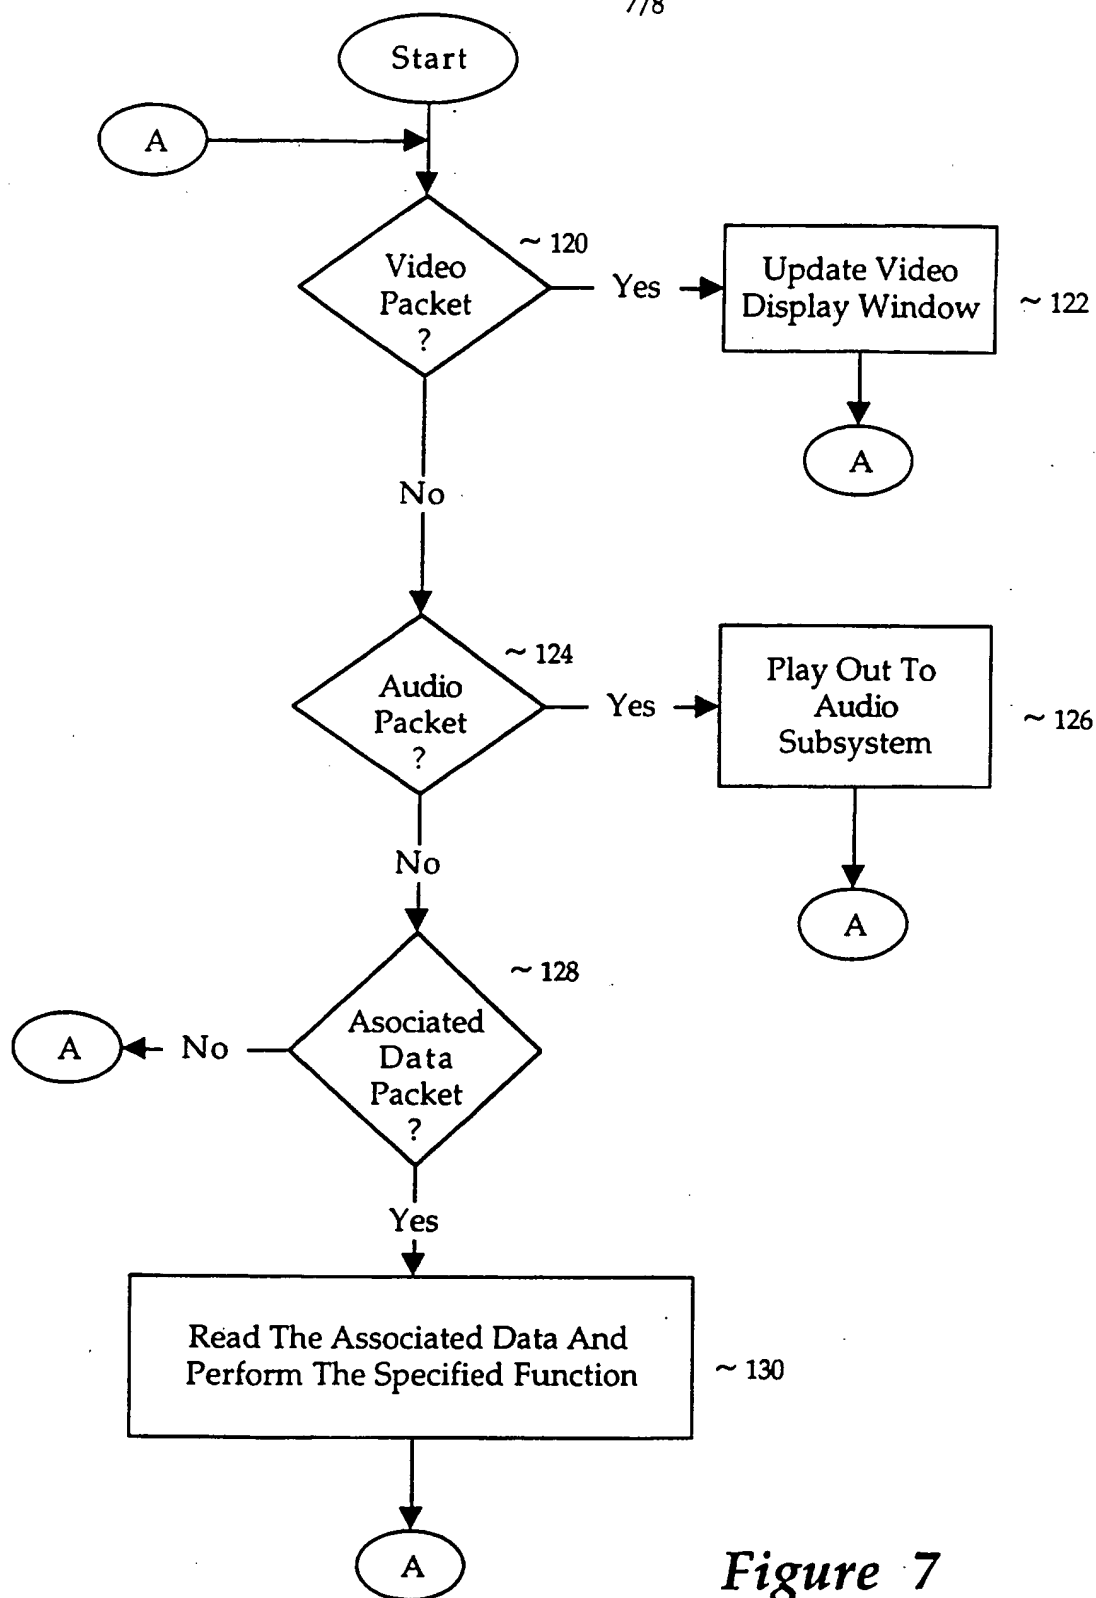 7/8
Start
A
~ 120
Video
Packet
?
Yes
Update Video
Display Window
~ 122
A
No
~ 124
Audio
Packet
?
Yes
Play Out To
Audio
Subsystem
~ 126
A
No
~ 128
Asociated
Data
Packet
?
No
A
Yes
Read The Associated Data And
Perform The Specified Function
~ 130
A
Figure 7